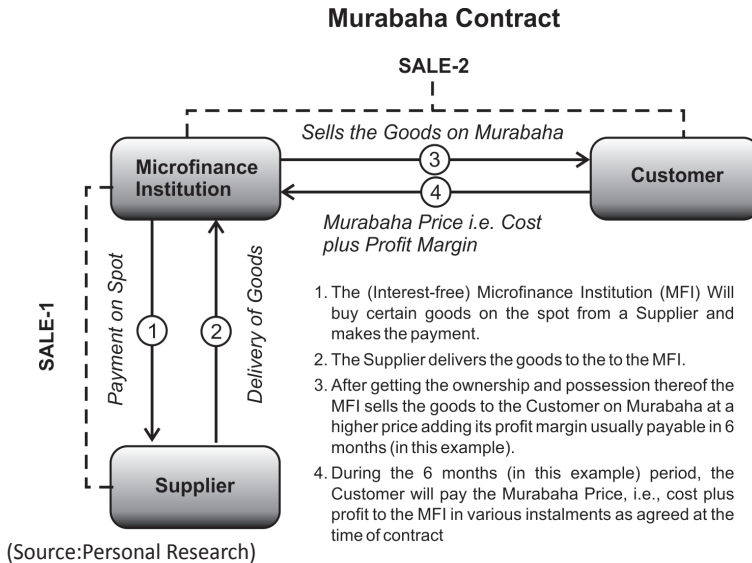 Murabaha Contract
SALE-2
Sells the Goods on Murabaha
Microfinance
Institution
3
Customer
4
Murabaha Price i.e. Cost
plus Profit Margin
SALE-1
Payment on Spot
1
2
Delivery of Goods
Supplier
1. The (Interest-free) Microfinance Institution (MFI) Will
buy certain goods on the spot from a Supplier and
makes the payment.
2. The Supplier delivers the goods to the to the MFI.
3. After getting the ownership and possession thereof the
MFI sells the goods to the Customer on Murabaha at a
higher price adding its profit margin usually payable in 6
months (in this example).
4. During the 6 months (in this example) period, the
Customer will pay the Murabaha Price, i.e., cost plus
profit to the MFI in various instalments as agreed at the
time of contract
(Source:Personal Research)